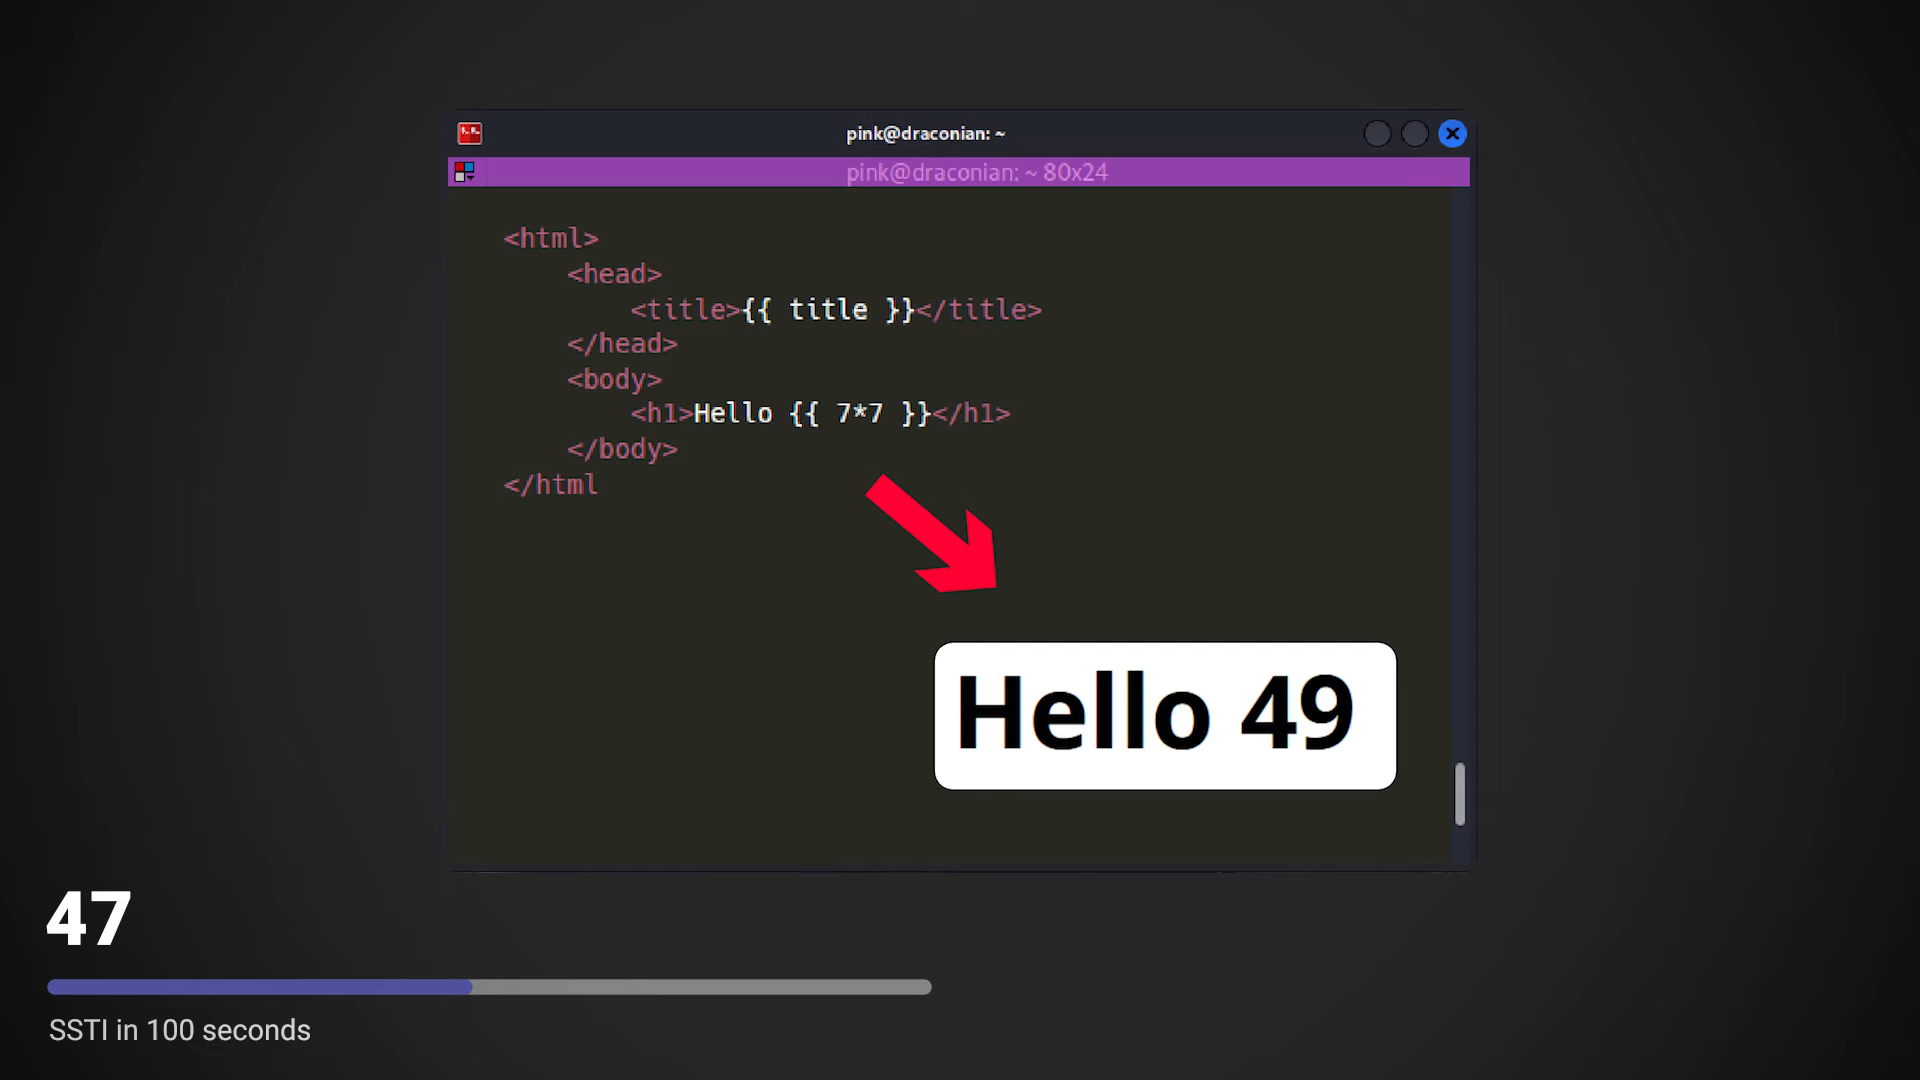 pink@draconian: ~
pink@draconian: ~ 80x24
<html>
<head>
<title>{{ title }}</title>
</head>
<body>
<h1>Hello {{ 7*7 }}</h1>
</body>
</html
Hello 49
47
SSTI in 100 seconds